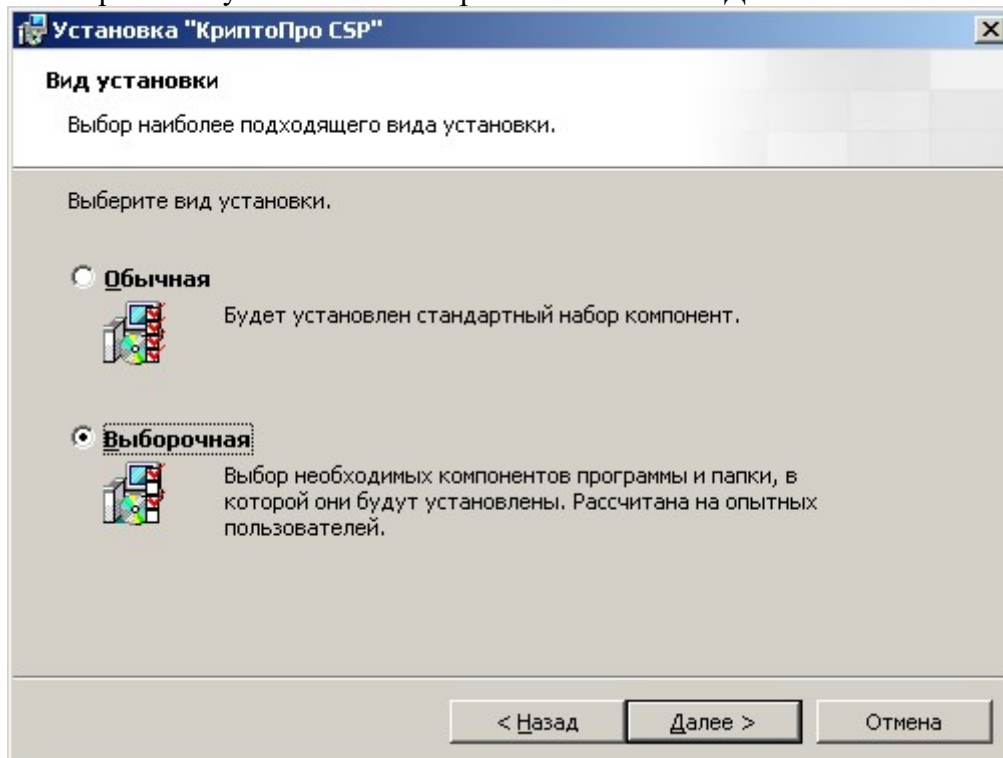 Установка "КриптоПро CSP"
Вид установки
Выбор наиболее подходящего вида установки.
Выберите вид установки.
Обычная
Будет установлен стандартный набор компонент.
Выборочная
Выбор необходимых компонентов программы и папки, в
которой они будут установлены. Рассчитана на опытных
пользователей.
< Назад
Далее >
Отмена